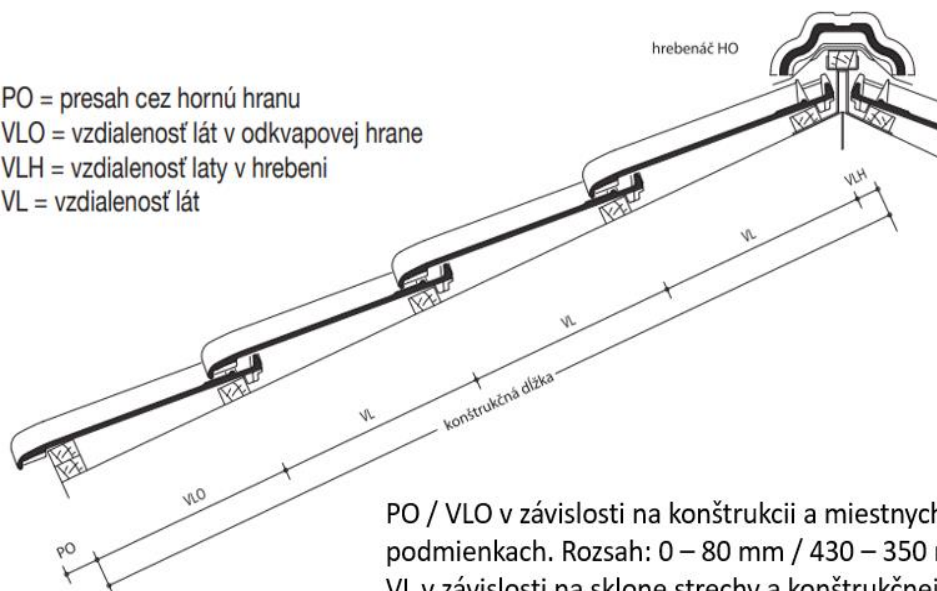 hrebenáč HO
PO = presah cez hornú hranu
VLO = vzdialenosť lát v odkvapovej hrane
VLH = vzdialenosť laty v hrebeni
VL = vzdialenosť lát
VLH
VL
VL
VL
konštrukčná dĺžka
VLO
PO
PO / VLO v závislosti na konštrukcii a miestnych
podmienkach. Rozsah: 0 – 80 mm / 430 – 350
VL v závislosti na sklone strechy a konštrukčnej